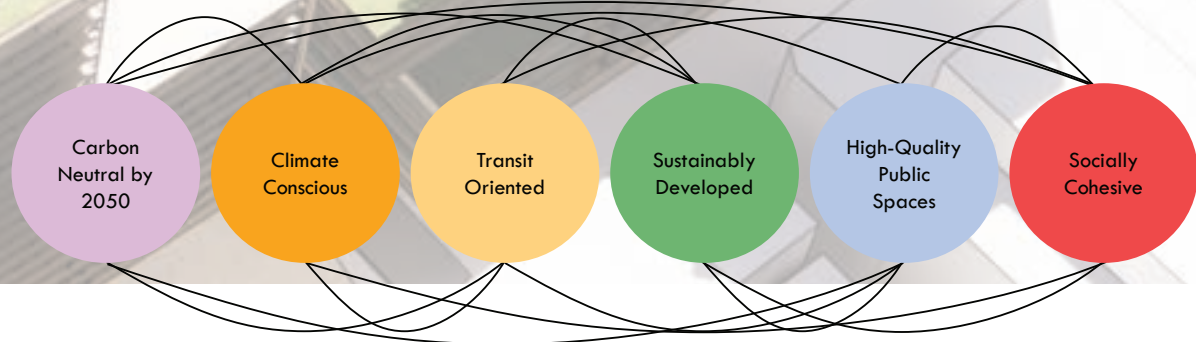 Carbon
Neutral by
2050
Climate
Conscious
Transit
Oriented
Sustainably
Developed
High-Quality
Public
Spaces
Socially
Cohesive